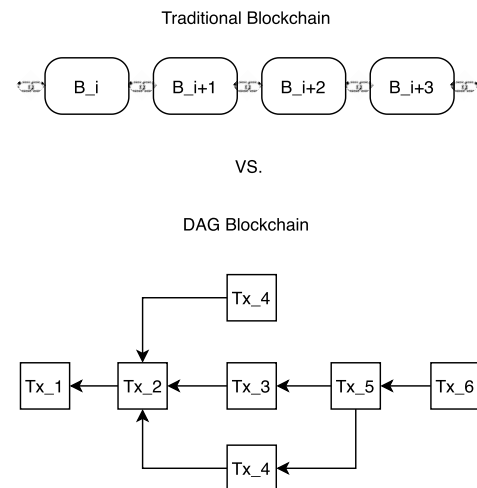 Traditional Blockchain
B_i B_i+1 B_i+2 B_i+3
VS.
DAG Blockchain
Tx_4
Tx_1 Tx_2 Tx_3 Tx_5 Tx_6
Tx_4